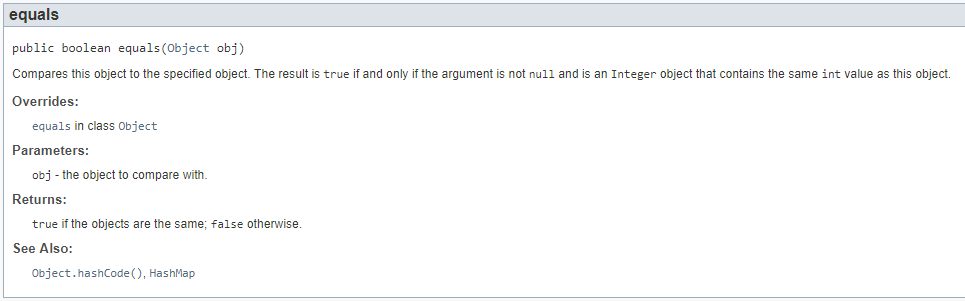 equals
public boolean equals(Object obj)
Compares this object to the specified object. The result is true if and only if the argument is not null and is an Integer object that contains the same int value as this object.
Overrides:
equals in class Object
Parameters:
obj - the object to compare with.
Returns:
true if the objects are the same; false otherwise.
See Also:
Object.hashCode(), HashMap